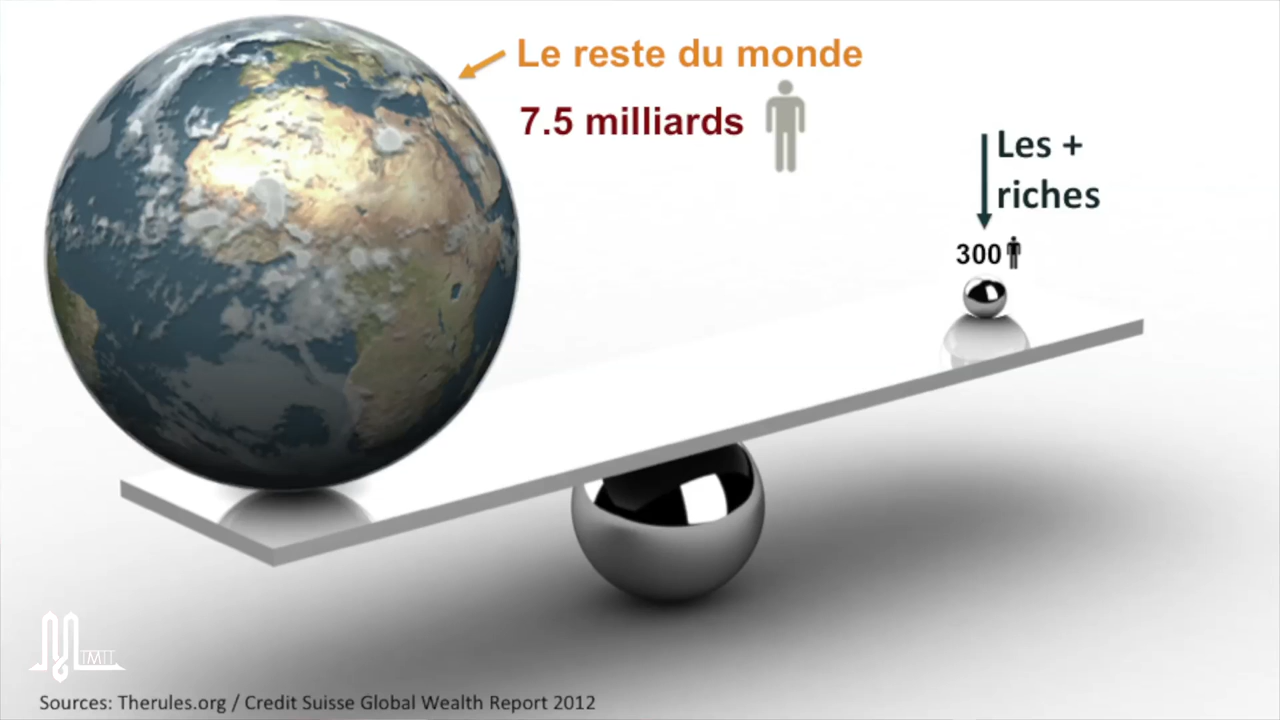 Le reste du monde
7.5 milliards
Les +
riches
300
TMTT
Sources: Therules.org / Credit Suisse Global Wealth Report 2012